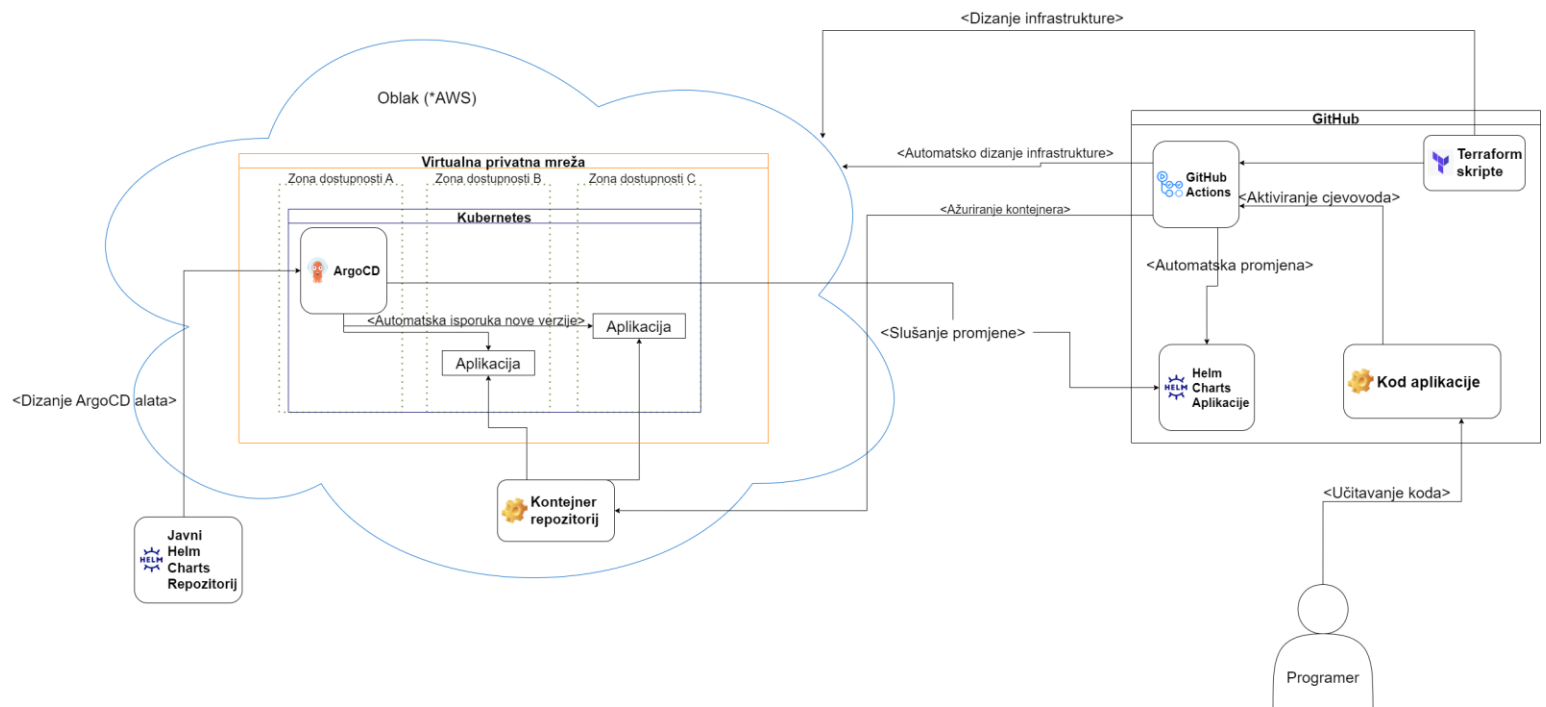 <Dizanje infrastrukture>
Oblak (*AWS)
GitHub
<Automatsko dizanje infrastrukture>
GitHub
Actions
Terraform
skripte
Virtualna privatna mreža
Zona dostupnosti A
Zona dostupnosti B
Zona dostupnosti C
<Aktiviranje cjevovoda>
<Ažuriranje kontejnera>
Kubernetes
ArgoCD
<Automatska promjena>
<Automatska isporuka nove verzije>
Aplikacija
<Slušanje promjene>
Aplikacija
HELM
Helm
Charts
Aplikacije
Kod aplikacije
<Dizanje ArgoCD alata>
Kontejner
repozitorij
<Učitavanje koda>
HELM
Javni
Helm
Charts
Repozitorij
Programer